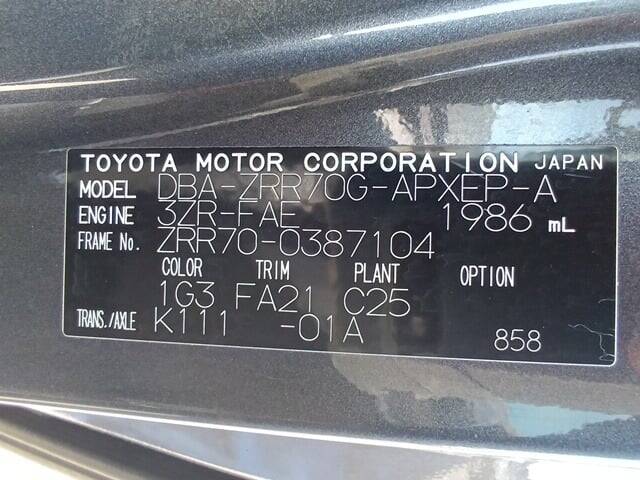 TOYOTA MOTOR CORPORATION JAPAN
MODEL DBA-ZRR70G-APXEP-A
ENGINE 3ZR-FAE 1986 mL
FRAME No. ZRR70-0387104
COLOR TRIM PLANT OPTION
1G3 FA21 C25
TRANS./AXLE K111 -01A 858